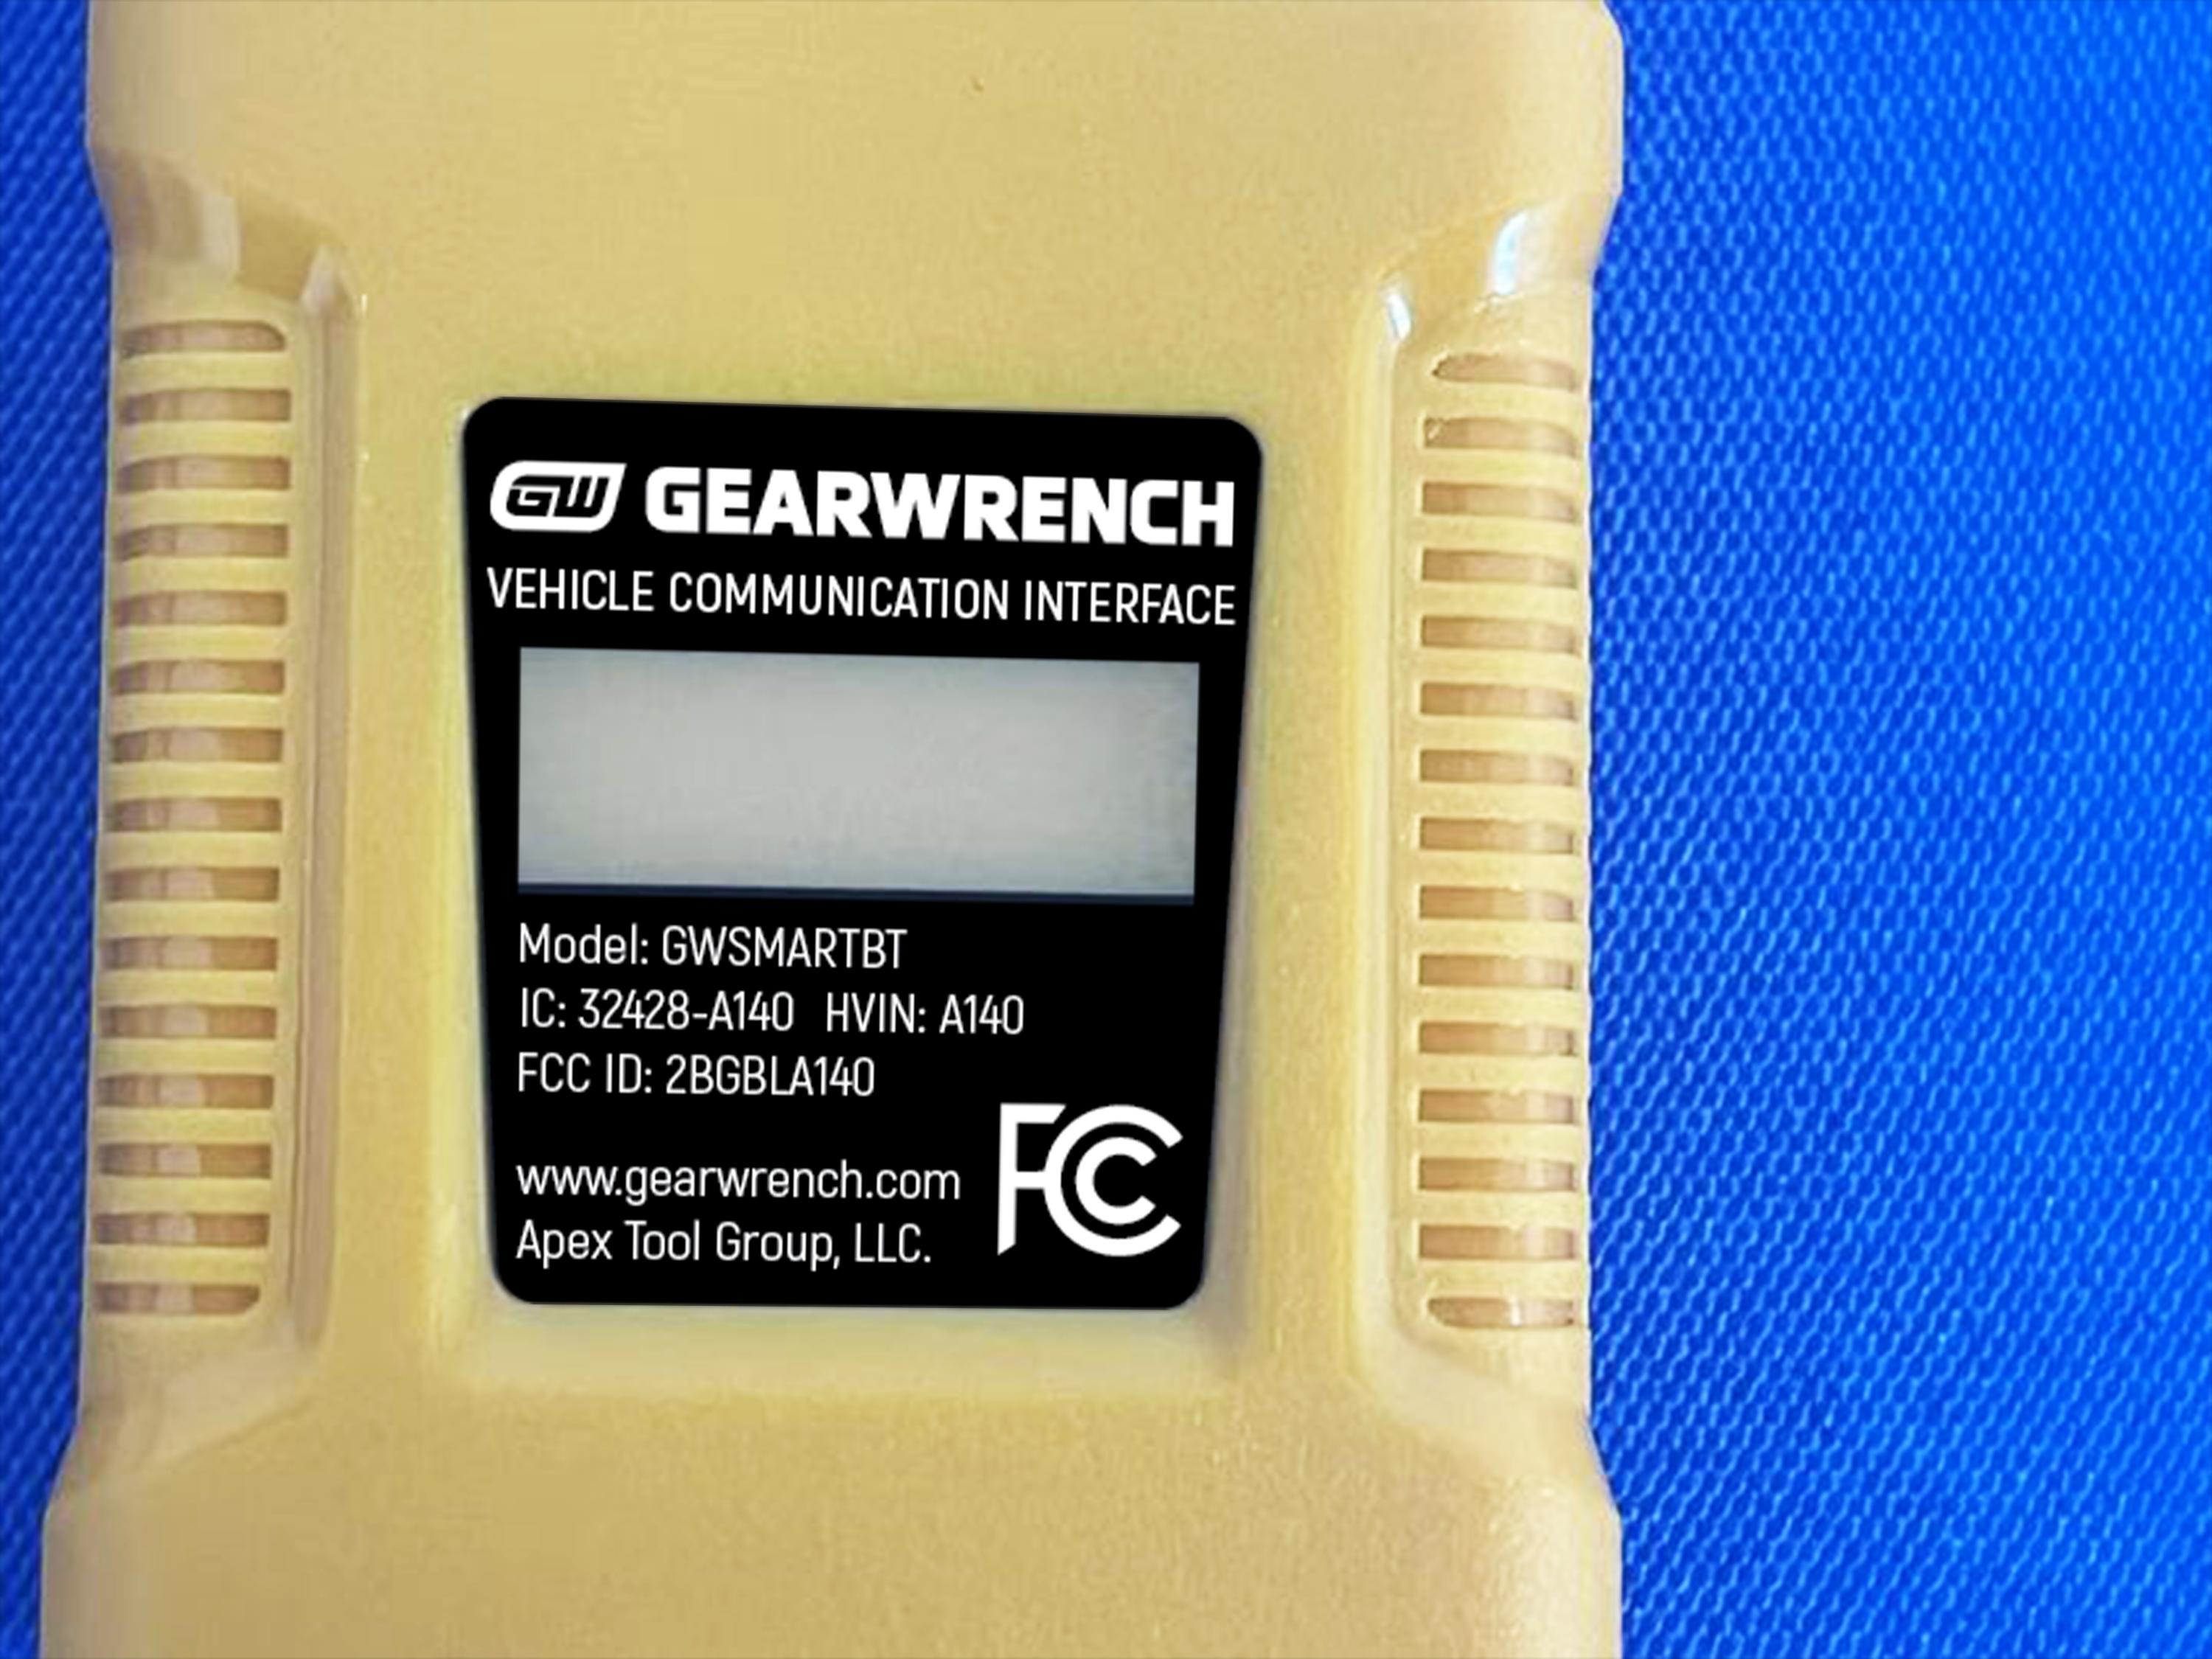 GW GEARWRENCH
VEHICLE COMMUNICATION INTERFACE
Model: GWSMARTBT
IC: 32428-A140 HVIN: A140
FCC ID: 2BGBLA140
www.gearwrench.com
Apex Tool Group, LLC.
FC